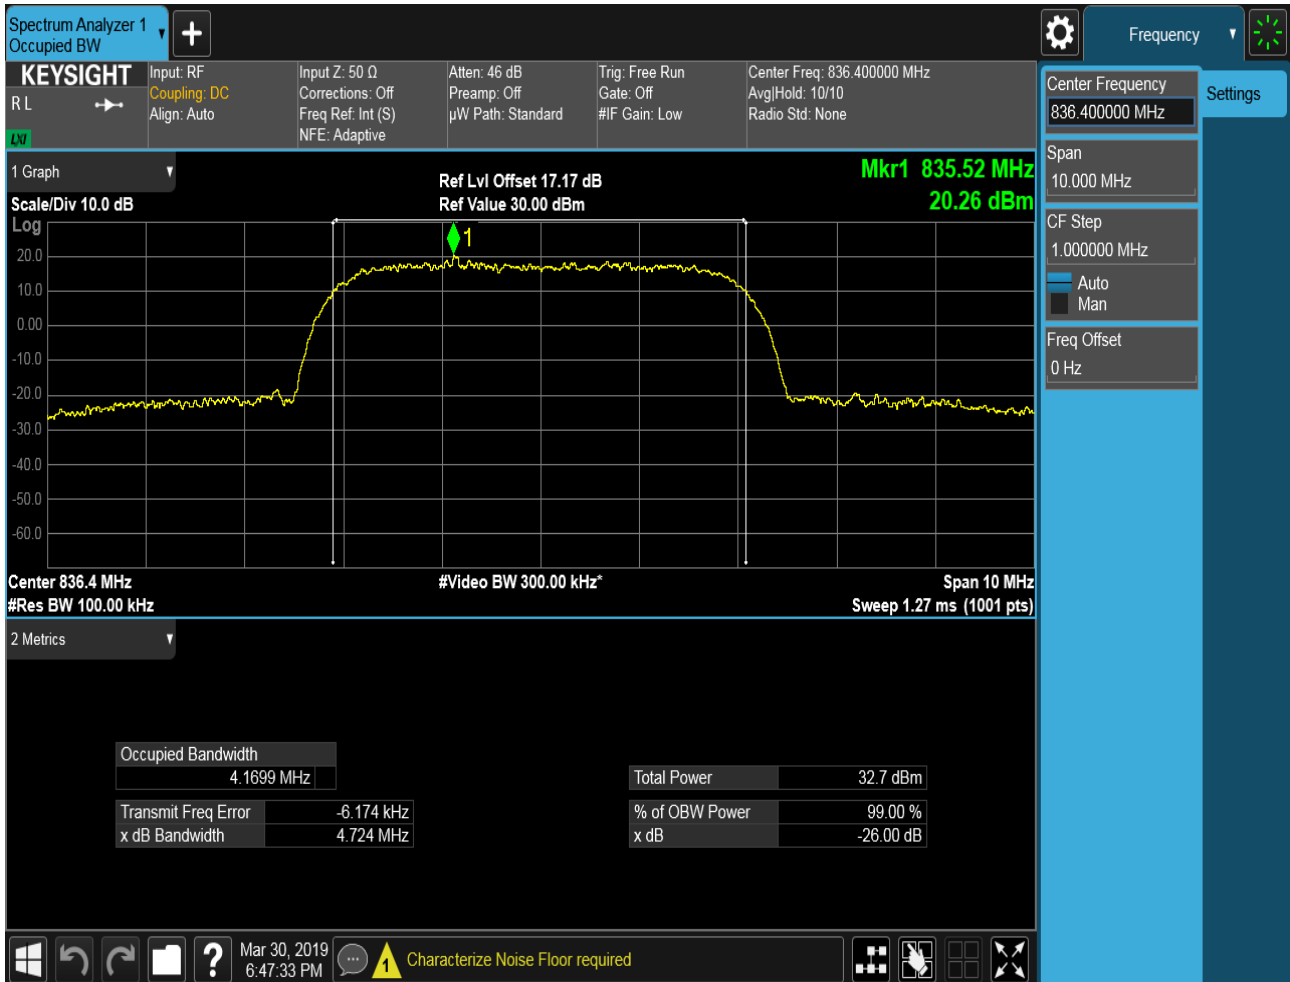 Spectrum Analyzer 1
Occupied BW
Frequency
KEYSIGHT
R L
LXI
Input: RF
Coupling: DC
Align: Auto
Input Z: 50 Ω
Corrections: Off
Freq Ref: Int (S)
NFE: Adaptive
Atten: 46 dB
Preamp: Off
µW Path: Standard
Trig: Free Run
Gate: Off
#IF Gain: Low
Center Freq: 836.400000 MHz
Avg|Hold: 10/10
Radio Std: None
Center Frequency
836.400000 MHz
Settings
Span
10.000 MHz
CF Step
1.000000 MHz
Auto
Man
Freq Offset
0 Hz
1 Graph
Scale/Div 10.0 dB
Log
Ref Lvl Offset 17.17 dB
Ref Value 30.00 dBm
Mkr1 835.52 MHz
20.26 dBm
1
20.0
10.0
0.00
-10.0
-20.0
-30.0
-40.0
-50.0
-60.0
Center 836.4 MHz
#Res BW 100.00 kHz
#Video BW 300.00 kHz*
Span 10 MHz
Sweep 1.27 ms (1001 pts)
2 Metrics
Occupied Bandwidth
4.1699 MHz
Transmit Freq Error -6.174 kHz
x dB Bandwidth 4.724 MHz
Total Power 32.7 dBm
% of OBW Power 99.00 %
x dB -26.00 dB
?
Mar 30, 2019
6:47:33 PM
1
Characterize Noise Floor required